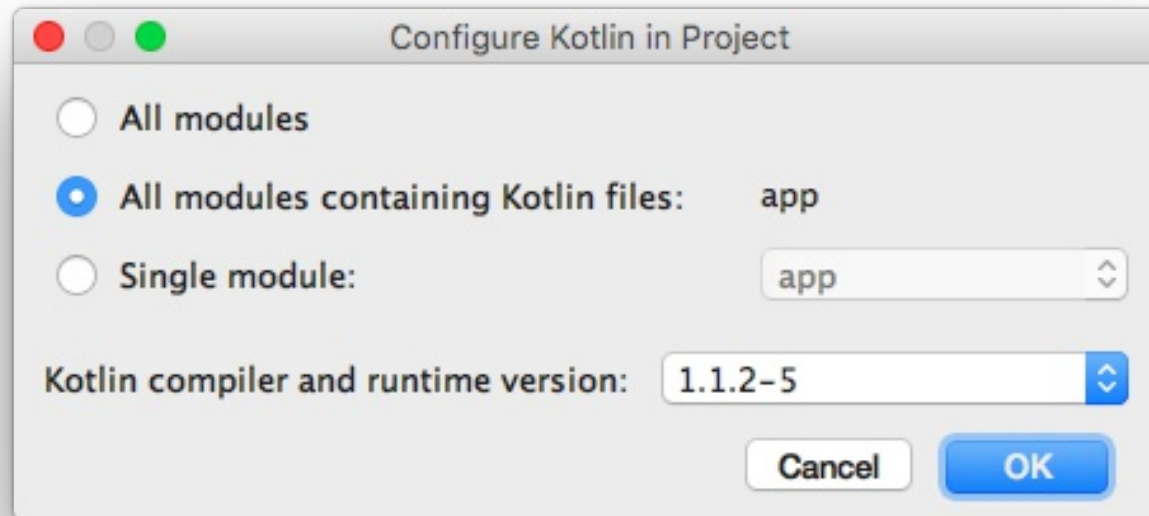 Configure Kotlin in Project
All modules
All modules containing Kotlin files: app
Single module: app
Kotlin compiler and runtime version: 1.1.2-5
Cancel OK